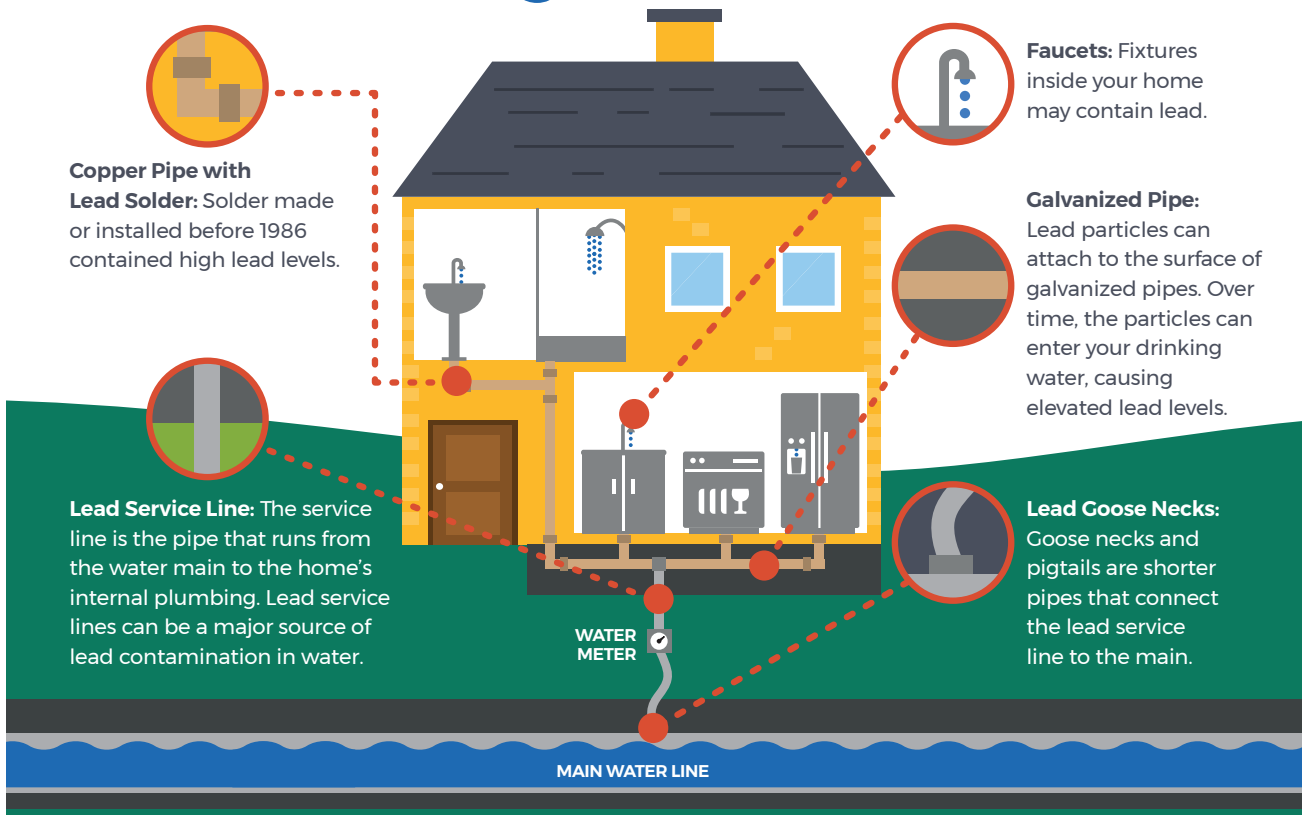 Copper Pipe with
Lead Solder: Solder made
or installed before 1986
contained high lead levels.
Lead Service Line: The service
line is the pipe that runs from
the water main to the home's
internal plumbing. Lead service
lines can be a major source of
lead contamination in water.
Faucets: Fixtures
inside your home
may contain lead.
Galvanized Pipe:
Lead particles can
attach to the surface of
galvanized pipes. Over
time, the particles can
enter your drinking
water, causing
elevated lead levels.
Lead Goose Necks:
Goose necks and
pigtails are shorter
pipes that connect
the lead service
line to the main.
WATER
METER
MAIN WATER LINE